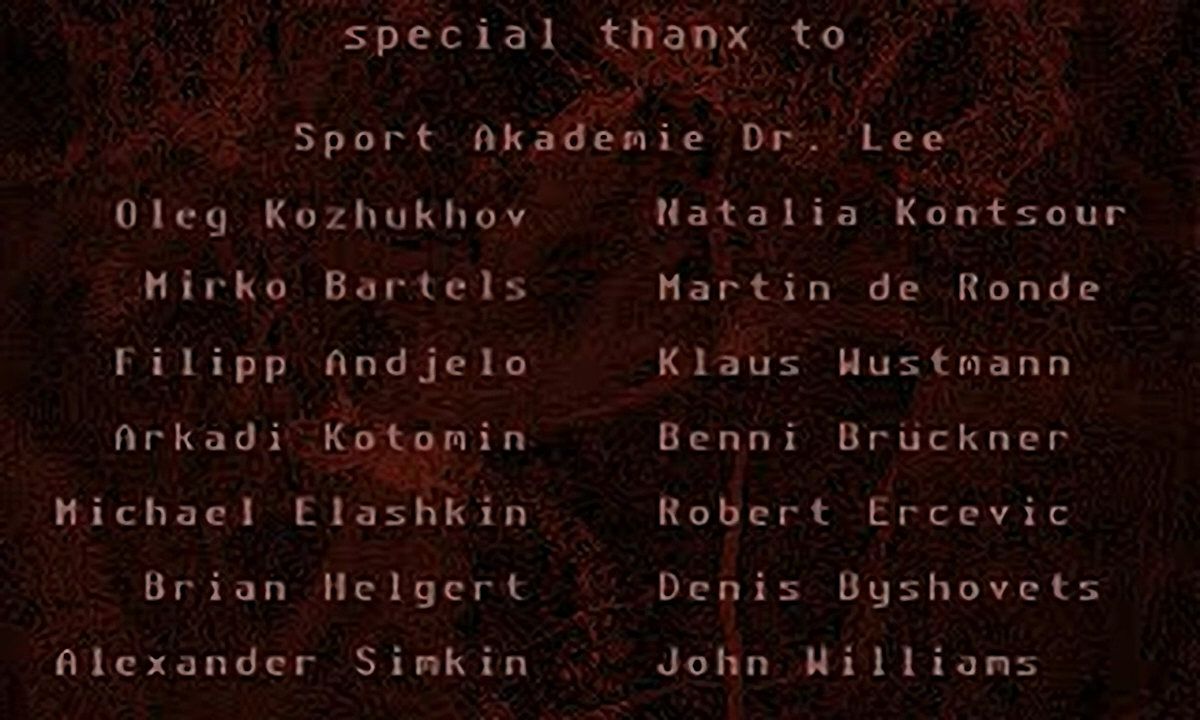 special thanx to
Sport Akademie Dr. Lee
Oleg Kozhukhov Natalia Kontsour
Mirko Bartels Martin de Ronde
Filipp Andjelo Klaus Wustmann
Arkadi Kotomin Benni Brückner
Michael Elashkin Robert Ercevic
Brian Helgert Denis Byshovets
Alexander Simkin John Williams